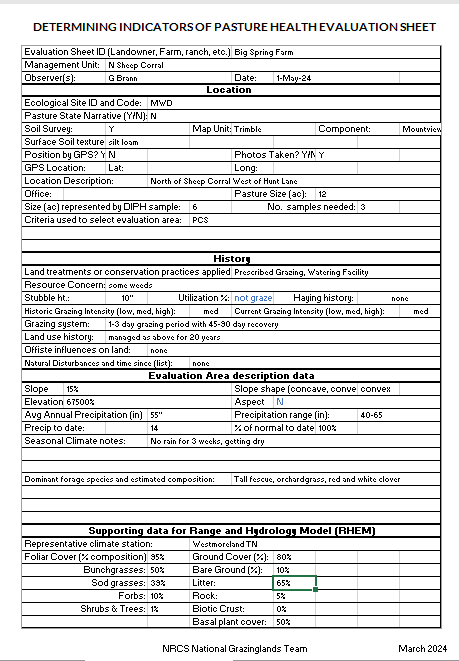 DETERMINING INDICATORS OF PASTURE HEALTH EVALUATION SHEET
Evaluation Sheet ID (Landowner, Farm, ranch, etc.) Big Spring Farm
Management Unit: N Sheep Corral
Observer(s): G Brann Date: 1-May-24
Location
Ecological Site ID and Code: MWD
Pasture State Narrative (Y/N): N
Soil Survey: Y Map Unit: Trimble Component: Mountview
Surface Soil texture silt loam
Position by GPS? Y N Photos Taken? Y/N Y
GPS Location: Lat: Long:
Location Description: North of Sheep Corral West of Hunt Lane
Office: Pasture Size (ac): 12
Size (ac) represented by DIPH sample: 6 No. samples needed: 3
Criteria used to select evaluation area: PCS
History
Land treatments or conservation practices applied Prescribed Grazing, Watering Facility
Resource Concern: some weeds
Stubble ht.: 10" Utilization %: not graze Haying history: none
Historic Grazing Intensity (low, med, high): med Current Grazing Intensity (low, med, high): med
Grazing system: 1-3 day grazing period with 45-90 day recovery
Land use history: managed as above for 20 years
Offiste influences on land: none
Natural Disturbances and time since (list): none
Evaluation Area description data
Slope 15% Slope shape (concave, conve convex
Elevation 67500% Aspect N
Avg Annual Precipitation (in) 55" Precipitation range (in): 40-65
Precip to date: 14 % of normal to date 100%
Seasonal Climate notes: No rain for 3 weeks, getting dry
Dominant forage species and estimated composition: Tall fescue, orchardgrass, red and white clover
Supporting data for Range and Hydrology Model (RHEM)
Representative climate station: Westmoreland TN
Foliar Cover (% composition) 95% Ground Cover (%): 80%
Bunchgrasses: 50% Bare Ground (%): 10%
Sod grasses: 39% Litter: 65%
Forbs: 10% Rock: 5%
Shrubs & Trees: 1% Biotic Crust: 0%
Basal plant cover: 50%
NRCS National Grazinglands Team March 2024